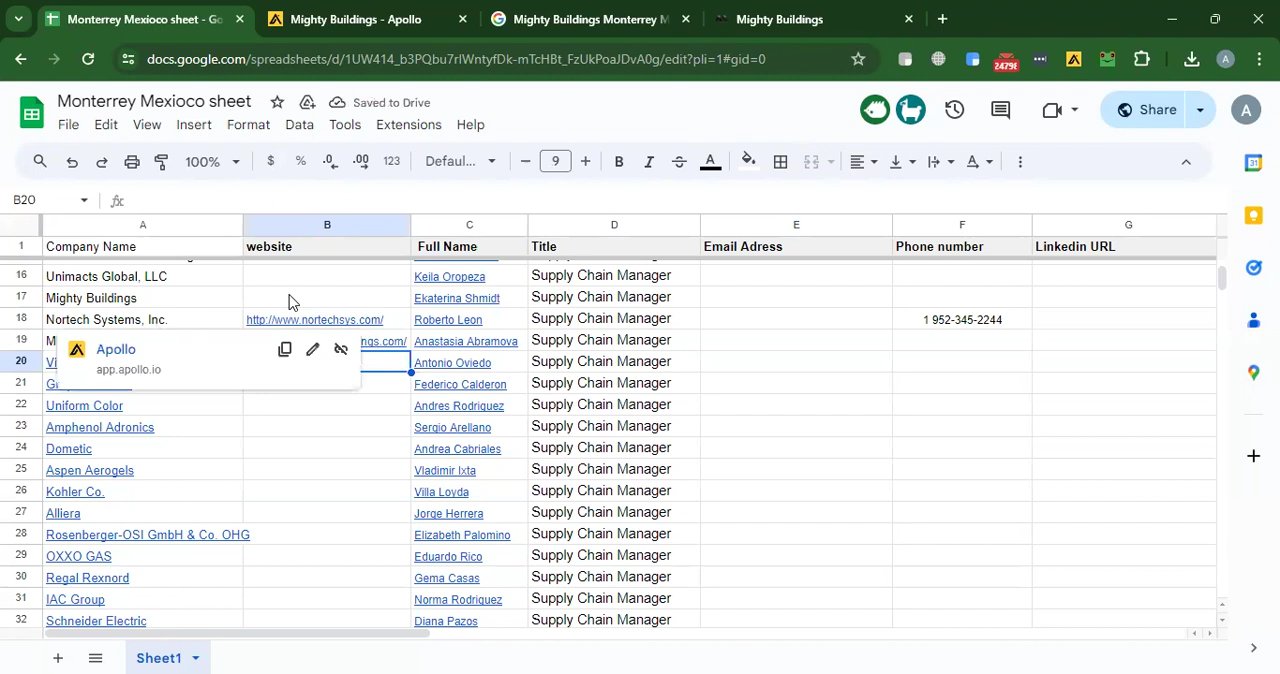 Monterrey Mexioco sheet - Go
Mighty Buildings - Apollo
Mighty Buildings Monterrey M
Mighty Buildings
docs.google.com/spreadsheets/d/1UW414_b3PQbu7rIWntyfDk-mTcHBt_FzUkPoaJDvA0g/edit?pli=1#gid=0
24798
A
Monterrey Mexioco sheet
Saved to Drive
File Edit View Insert Format Data Tools Extensions Help
Share
A
100% $ % .0 .00 123 Defaul... 9 B I A
31
B20 fx
A B C D E F G
1 Company Name website Full Name Title Email Adress Phone number Linkedin URL
16 Unimacts Global, LLC Keila Oropeza Supply Chain Manager
17 Mighty Buildings Ekaterina Shmidt Supply Chain Manager
18 Nortech Systems, Inc. http://www.nortechsys.com/ Roberto Leon Supply Chain Manager 1 952-345-2244
19 M ngs.com/ Anastasia Abramova Supply Chain Manager
Apollo
app.apollo.io
20 Vi Antonio Oviedo Supply Chain Manager
21 Federico Calderon Supply Chain Manager
22 Uniform Color Andres Rodriguez Supply Chain Manager
23 Amphenol Adronics Sergio Arellano Supply Chain Manager
24 Dometic Andrea Cabriales Supply Chain Manager
25 Aspen Aerogels Vladimir Ixta Supply Chain Manager
26 Kohler Co. Villa Loyda Supply Chain Manager
27 Alliera Jorge Herrera Supply Chain Manager
28 Rosenberger-OSI GmbH & Co. OHG Elizabeth Palomino Supply Chain Manager
29 OXXO GAS Eduardo Rico Supply Chain Manager
30 Regal Rexnord Gema Casas Supply Chain Manager
31 IAC Group Norma Rodriguez Supply Chain Manager
32 Schneider Electric Diana Pazos Supply Chain Manager
Sheet1